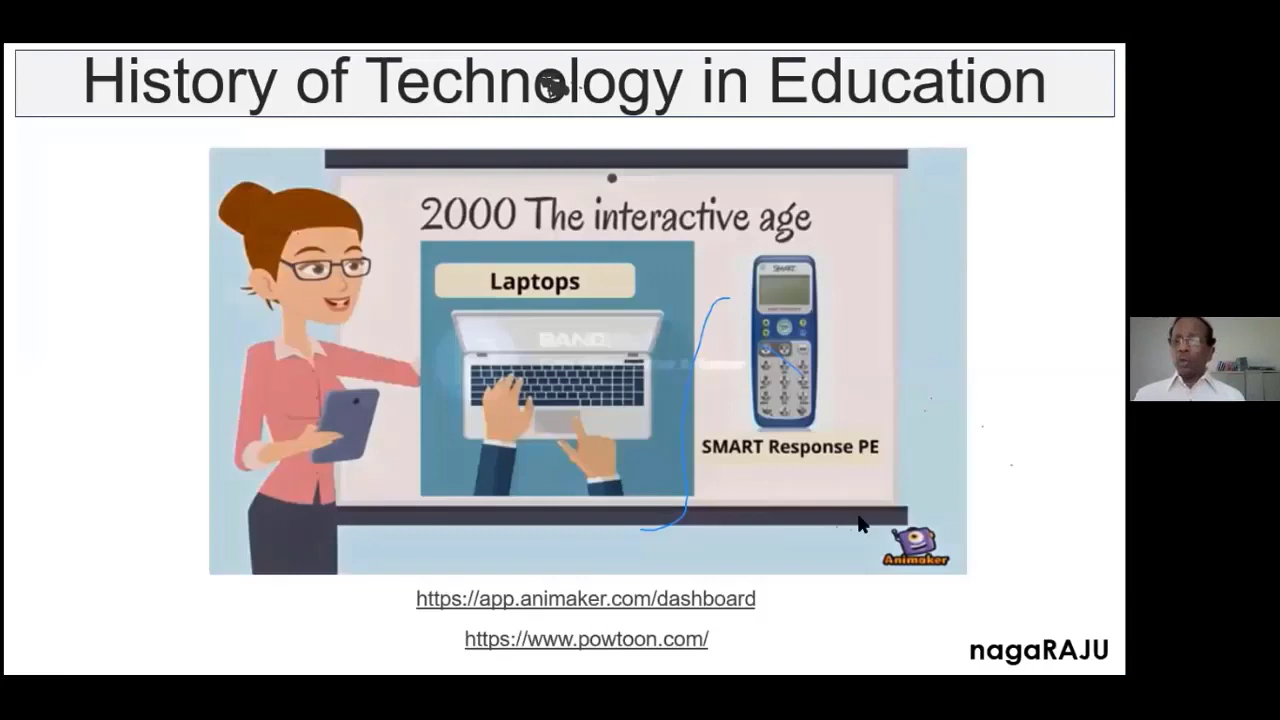 History of Technology in Education
2000 The interactive age
Laptops
SMART
SMART Response PE
Animaker
https://app.animaker.com/dashboard
https://www.powtoon.com/
nagaRAJU